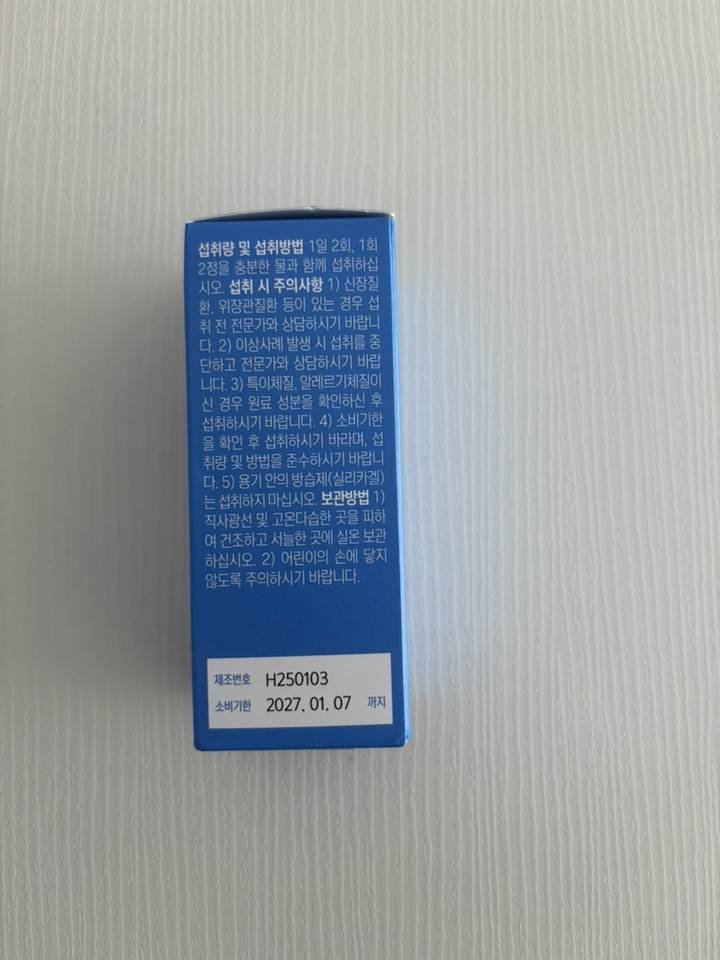 섭취량 및 섭취방법 1일 2회, 1회
2정을 충분한 물과 함께 섭취하십
시오. 섭취 시 주의사항 1) 신장질
환, 위장관질환 등이 있는 경우 섭
취 전 전문가와 상담하시기 바랍니
다. 2) 이상사례 발생 시 섭취를 중
단하고 전문가와 상담하시기 바랍
니다. 3) 특이체질, 알레르기체질이
신 경우 원료 성분을 확인하신 후
섭취하시기 바랍니다. 4) 소비기한
을 확인 후 섭취하시기 바라며, 섭
취량 및 방법을 준수하시기 바랍니
다. 5) 용기 안의 방습제(실리카겔)
는 섭취하지 마십시오. 보관방법 1)
직사광선 및 고온다습한 곳을 피하
여 건조하고 서늘한 곳에 실온 보관
하십시오. 2) 어린이의 손에 닿지
않도록 주의하시기 바랍니다.
제조번호 H250103
소비기한 2027. 01. 07 까지